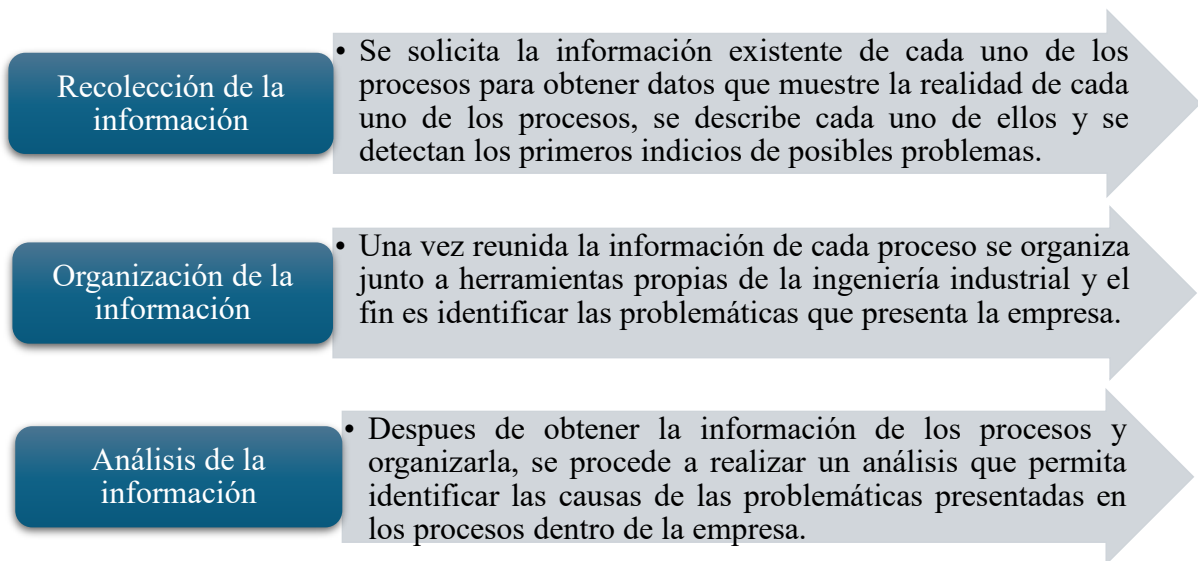 Recolección de la
información
• Se solicita la información existente de cada uno de los
procesos para obtener datos que muestre la realidad de cada
uno de los procesos, se describe cada uno de ellos y se
detectan los primeros indicios de posibles problemas.
Organización de la
información
• Una vez reunida la información de cada proceso se organiza
junto a herramientas propias de la ingeniería industrial y el
fin es identificar las problemáticas que presenta la empresa.
Análisis de la
información
• Despues de obtener la información de los procesos y
organizarla, se procede a realizar un análisis que permita
identificar las causas de las problemáticas presentadas en
los procesos dentro de la empresa.